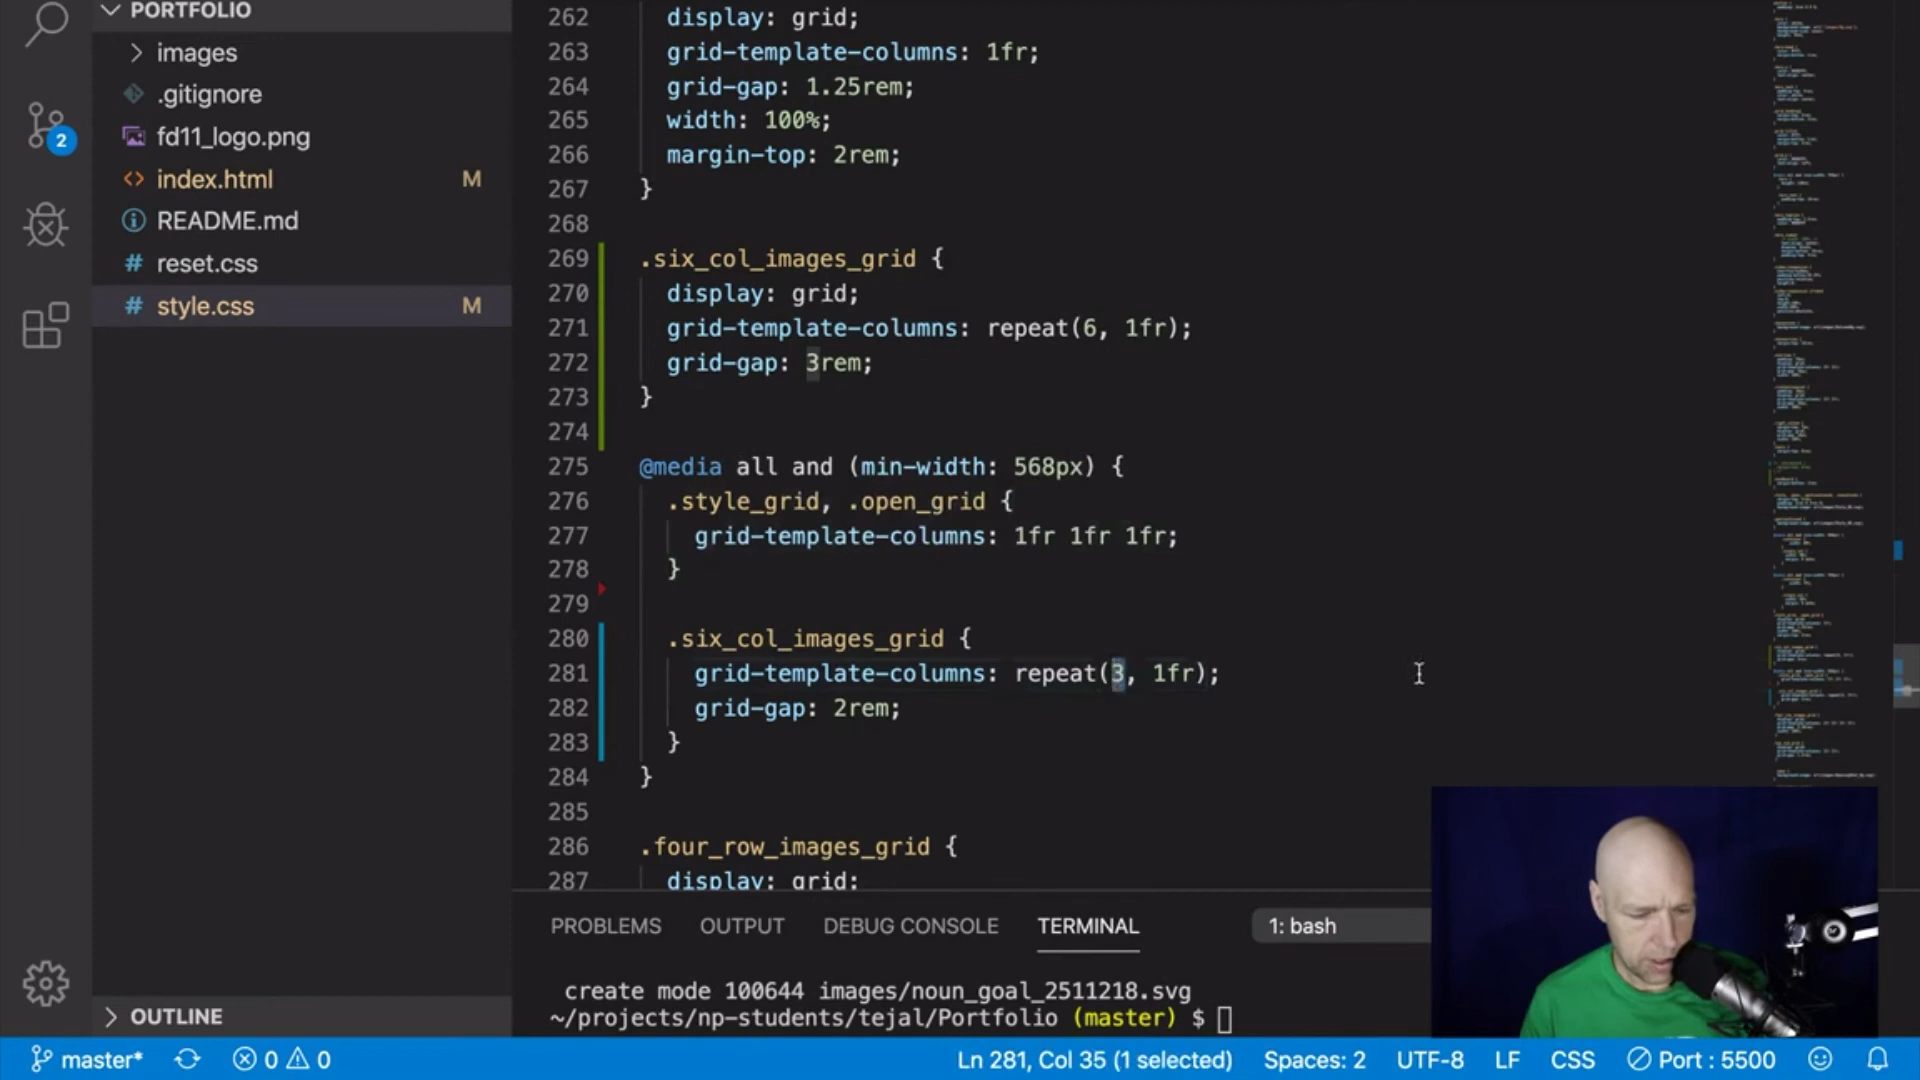 PORTFOLIO
images
.gitignore
fd11_logo.png
index.html M
README.md
reset.css
style.css M
2
OUTLINE
262 display: grid;
263 grid-template-columns: 1fr;
264 grid-gap: 1.25rem;
265 width: 100%;
266 margin-top: 2rem;
267 }
268
269 .six_col_images_grid {
270 display: grid;
271 grid-template-columns: repeat(6, 1fr);
272 grid-gap: 3rem;
273 }
274
275 @media all and (min-width: 568px) {
276 .style_grid, .open_grid {
277 grid-template-columns: 1fr 1fr 1fr;
278 }
279
280 .six_col_images_grid {
281 grid-template-columns: repeat(3, 1fr);
282 grid-gap: 2rem;
283 }
284 }
285
286 .four_row_images_grid {
287 display: grid:
PROBLEMS OUTPUT DEBUG CONSOLE TERMINAL 1: bash
create mode 100644 images/noun_goal_2511218.svg
~/projects/np-students/tejal/Portfolio (master) $
master* 0 0 Ln 281, Col 35 (1 selected) Spaces: 2 UTF-8 LF CSS Port : 5500